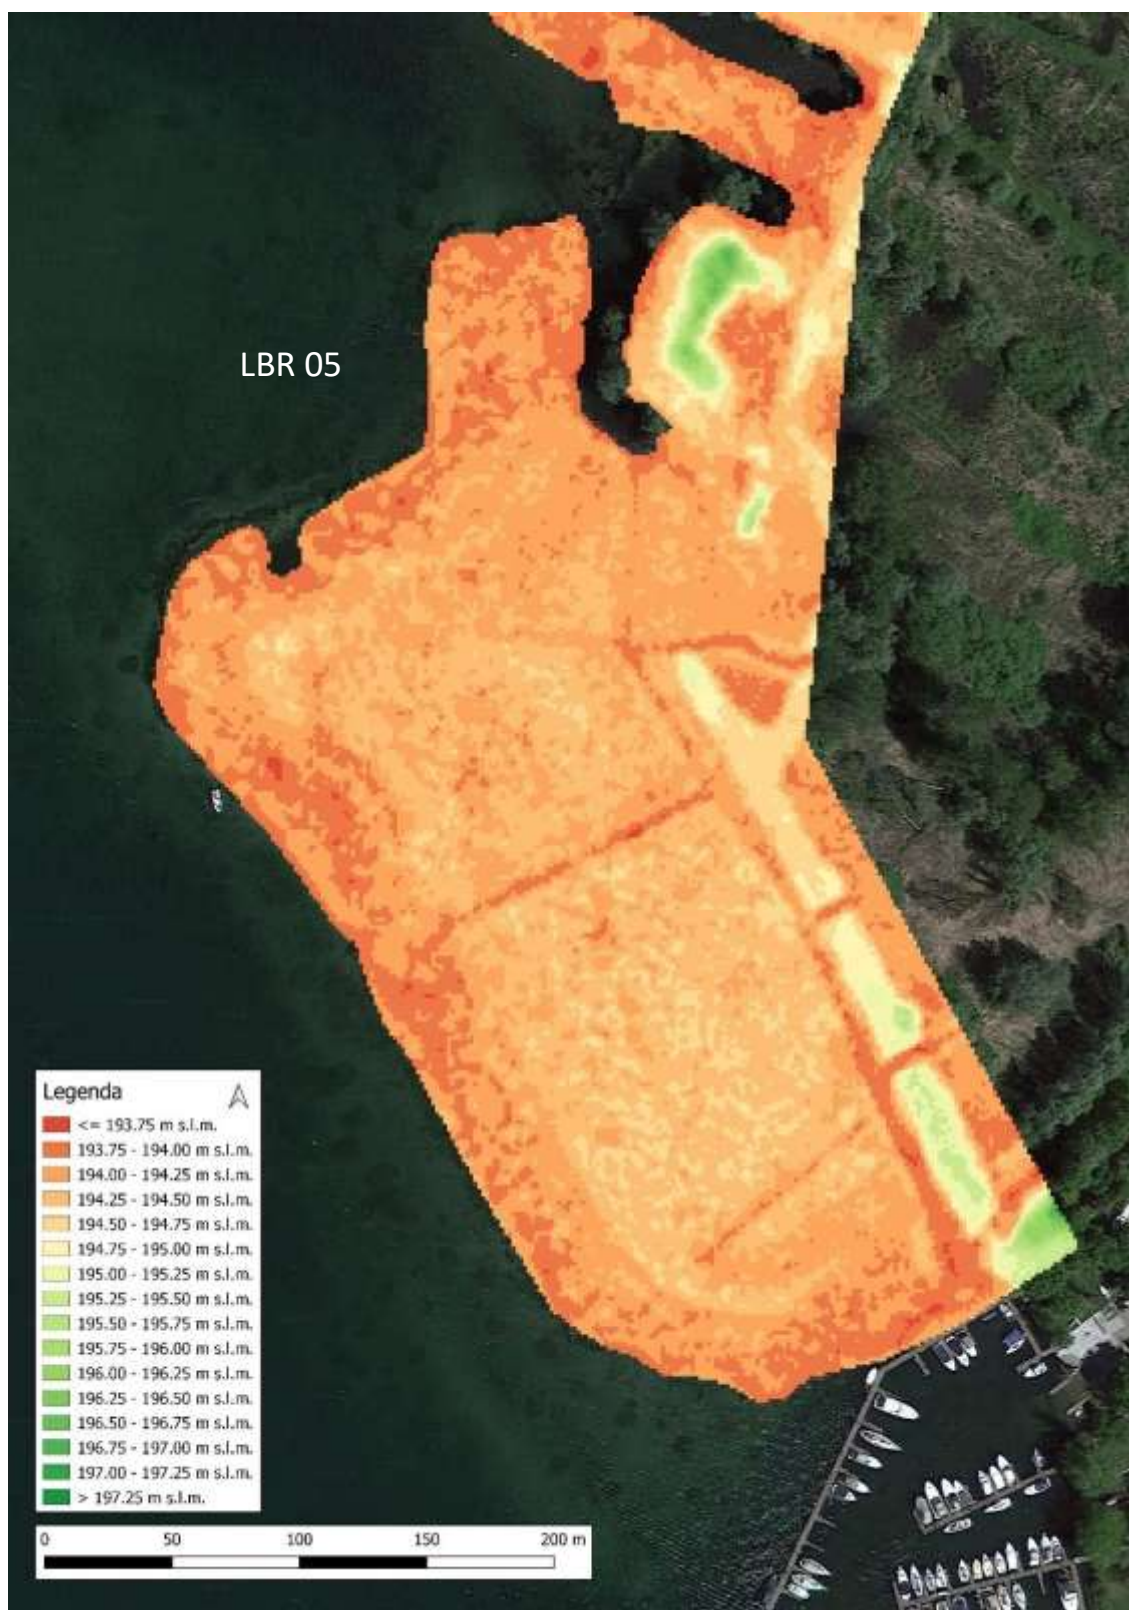 LBR 05
Legenda
<= 193.75 m s.l.m.
193.75 - 194.00 m s.l.m.
194.00 - 194.25 m s.l.m.
194.25 - 194.50 m s.l.m.
194.50 - 194.75 m s.l.m.
194.75 - 195.00 m s.l.m.
195.00 - 195.25 m s.l.m.
195.25 - 195.50 m s.l.m.
195.50 - 195.75 m s.l.m.
195.75 - 196.00 m s.l.m.
196.00 - 196.25 m s.l.m.
196.25 - 196.50 m s.l.m.
196.50 - 196.75 m s.l.m.
196.75 - 197.00 m s.l.m.
197.00 - 197.25 m s.l.m.
> 197.25 m s.l.m.
0 50 100 150 200 m